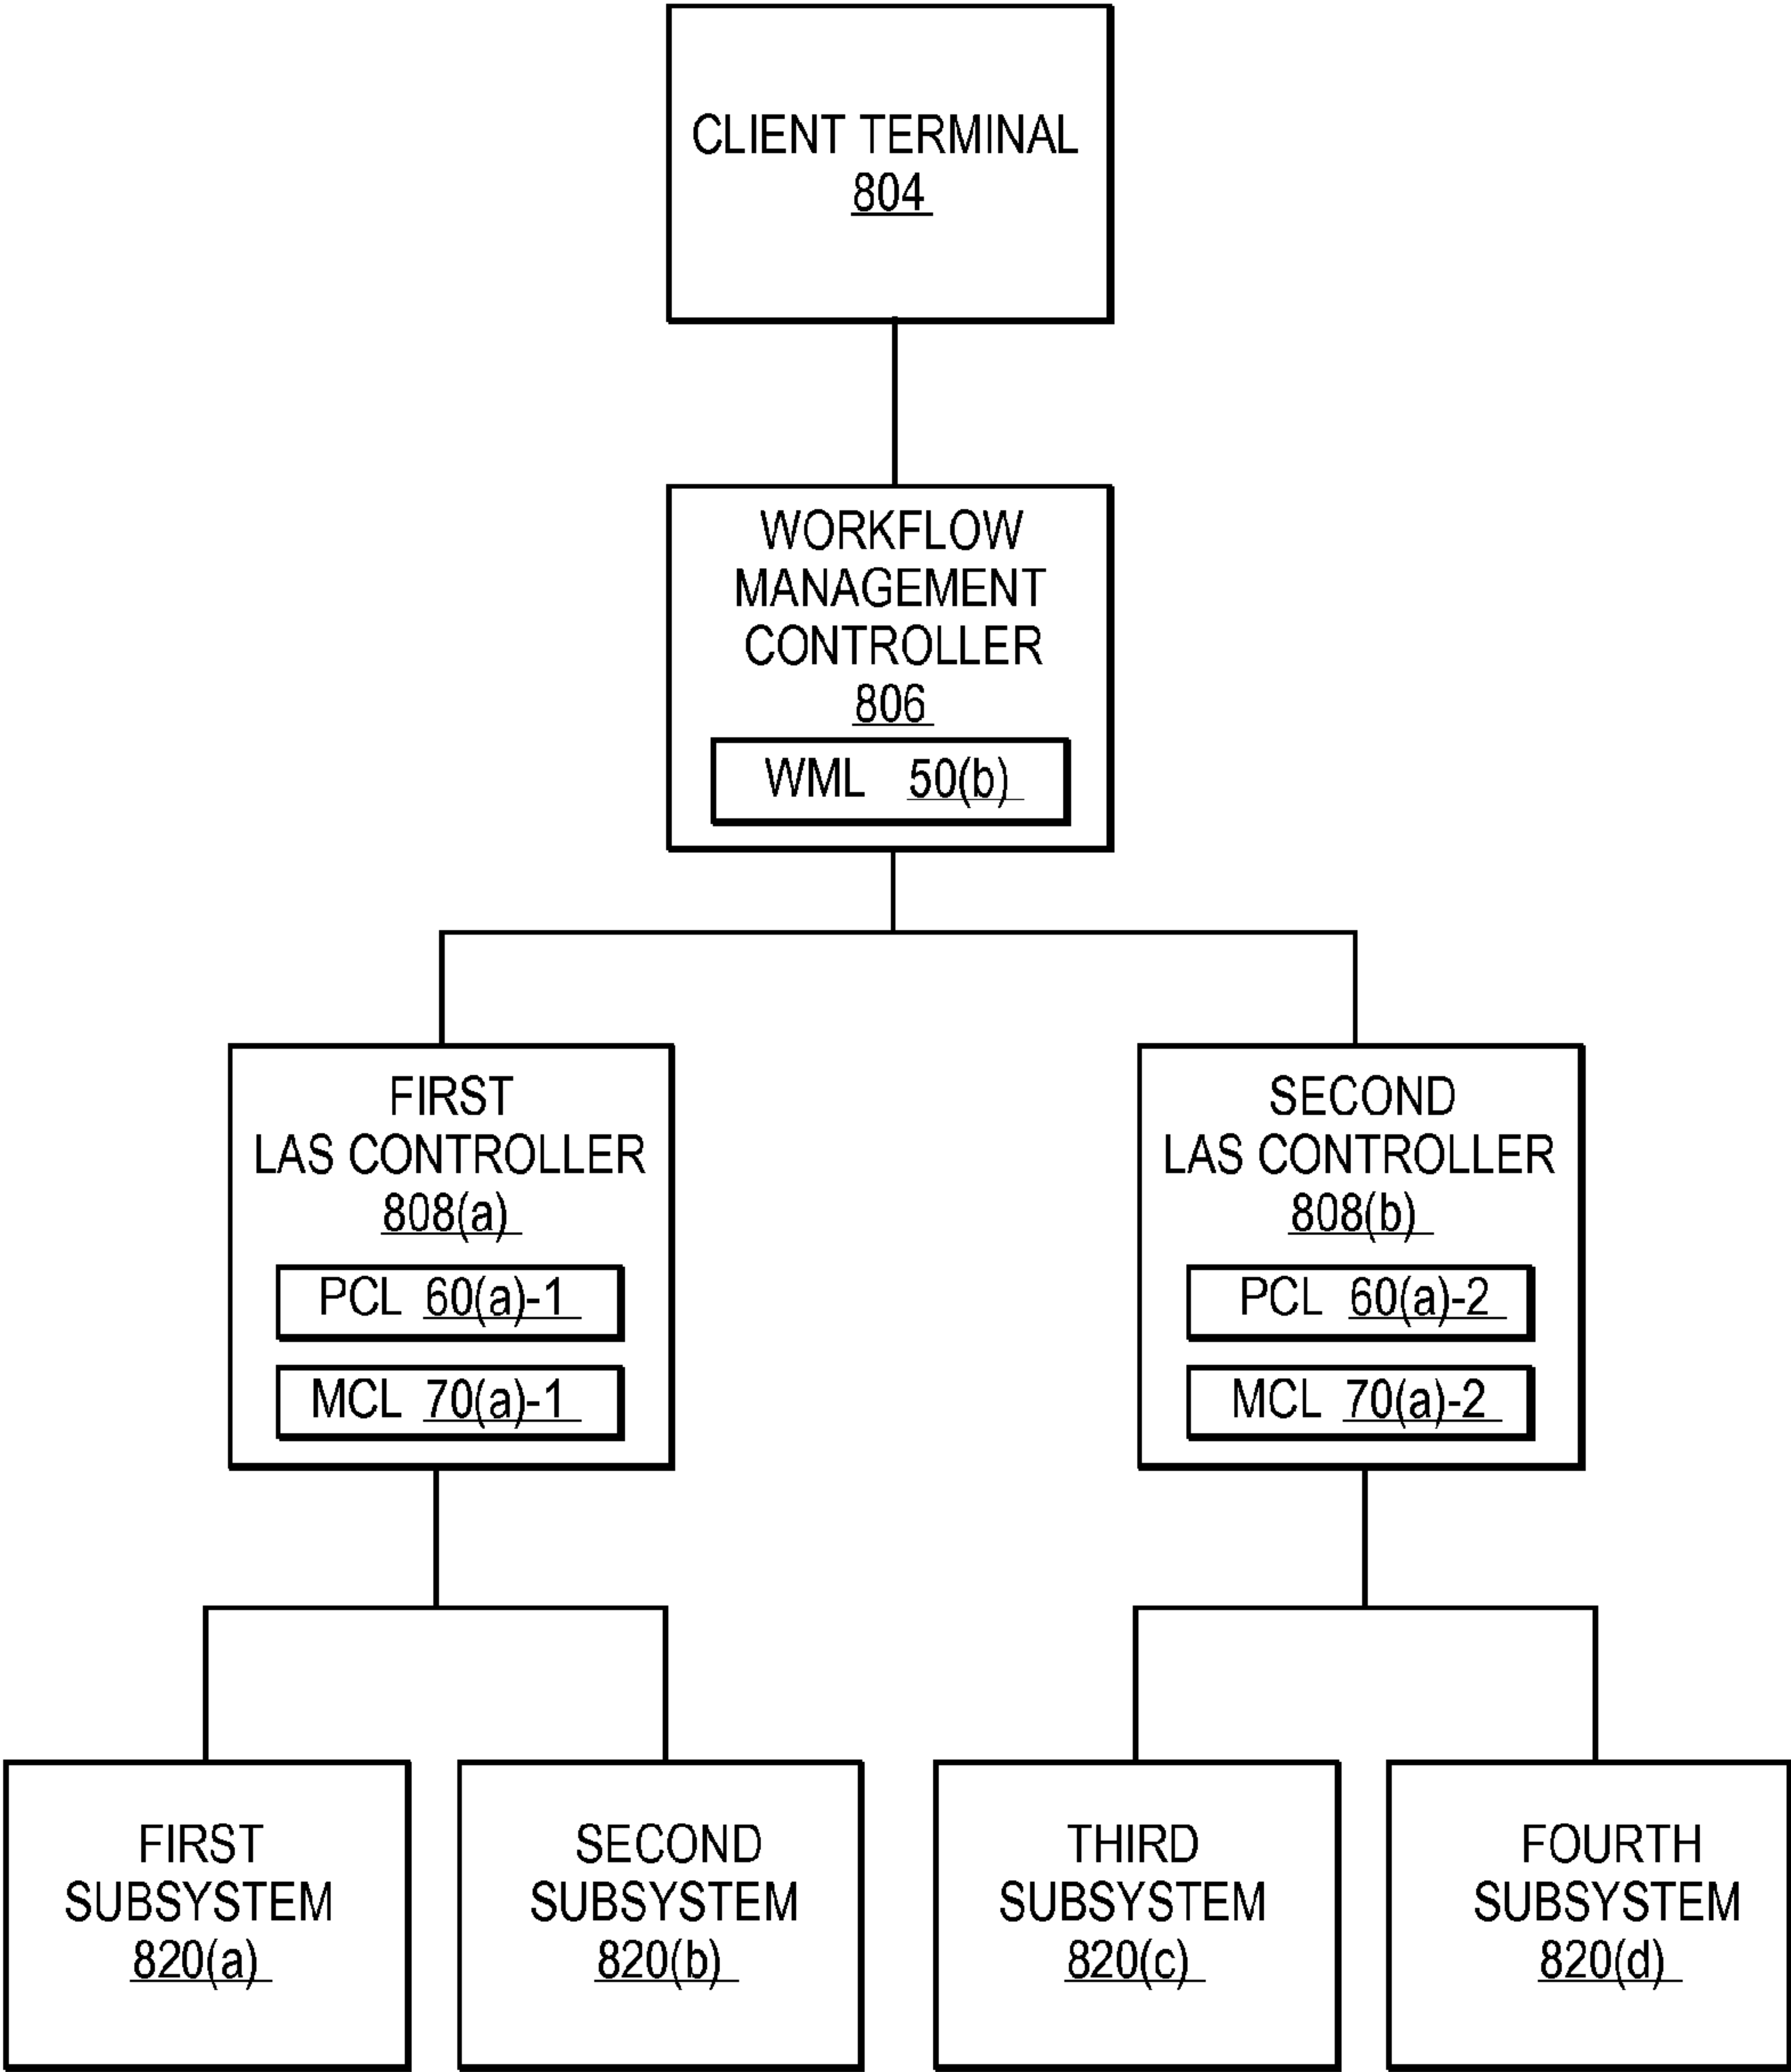 CLIENT TERMINAL
804
WORKFLOW
MANAGEMENT
CONTROLLER
806
WML 50(b)
FIRST
LAS CONTROLLER
808(a)
PCL 60(a)-1
MCL 70(a)-1
SECOND
LAS CONTROLLER
808(b)
PCL 60(a)-2
MCL 70(a)-2
FIRST
SUBSYSTEM
820(a)
SECOND
SUBSYSTEM
820(b)
THIRD
SUBSYSTEM
820(c)
FOURTH
SUBSYSTEM
820(d)